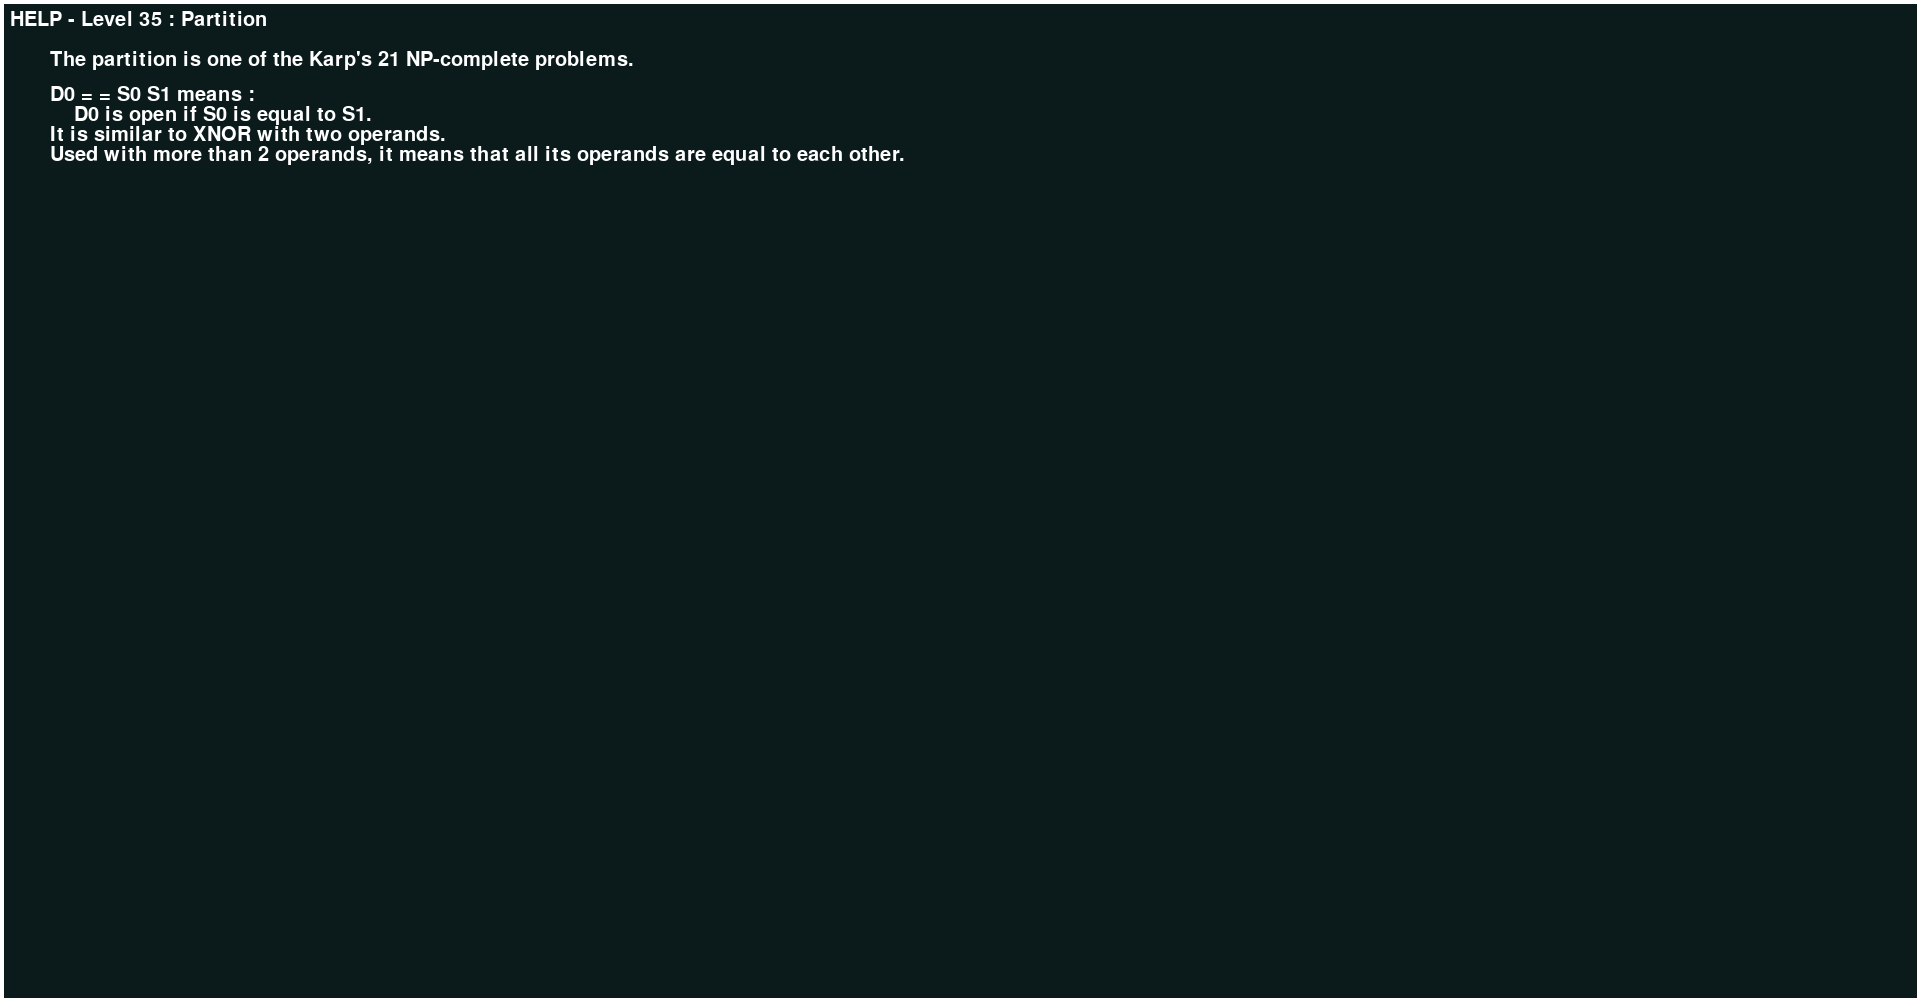 HELP - Level 35 : Partition
The partition is one of the Karp's 21 NP-complete problems.
D0 = = S0 S1 means :
D0 is open if S0 is equal to S1.
It is similar to XNOR with two operands.
Used with more than 2 operands, it means that all its operands are equal to each other.